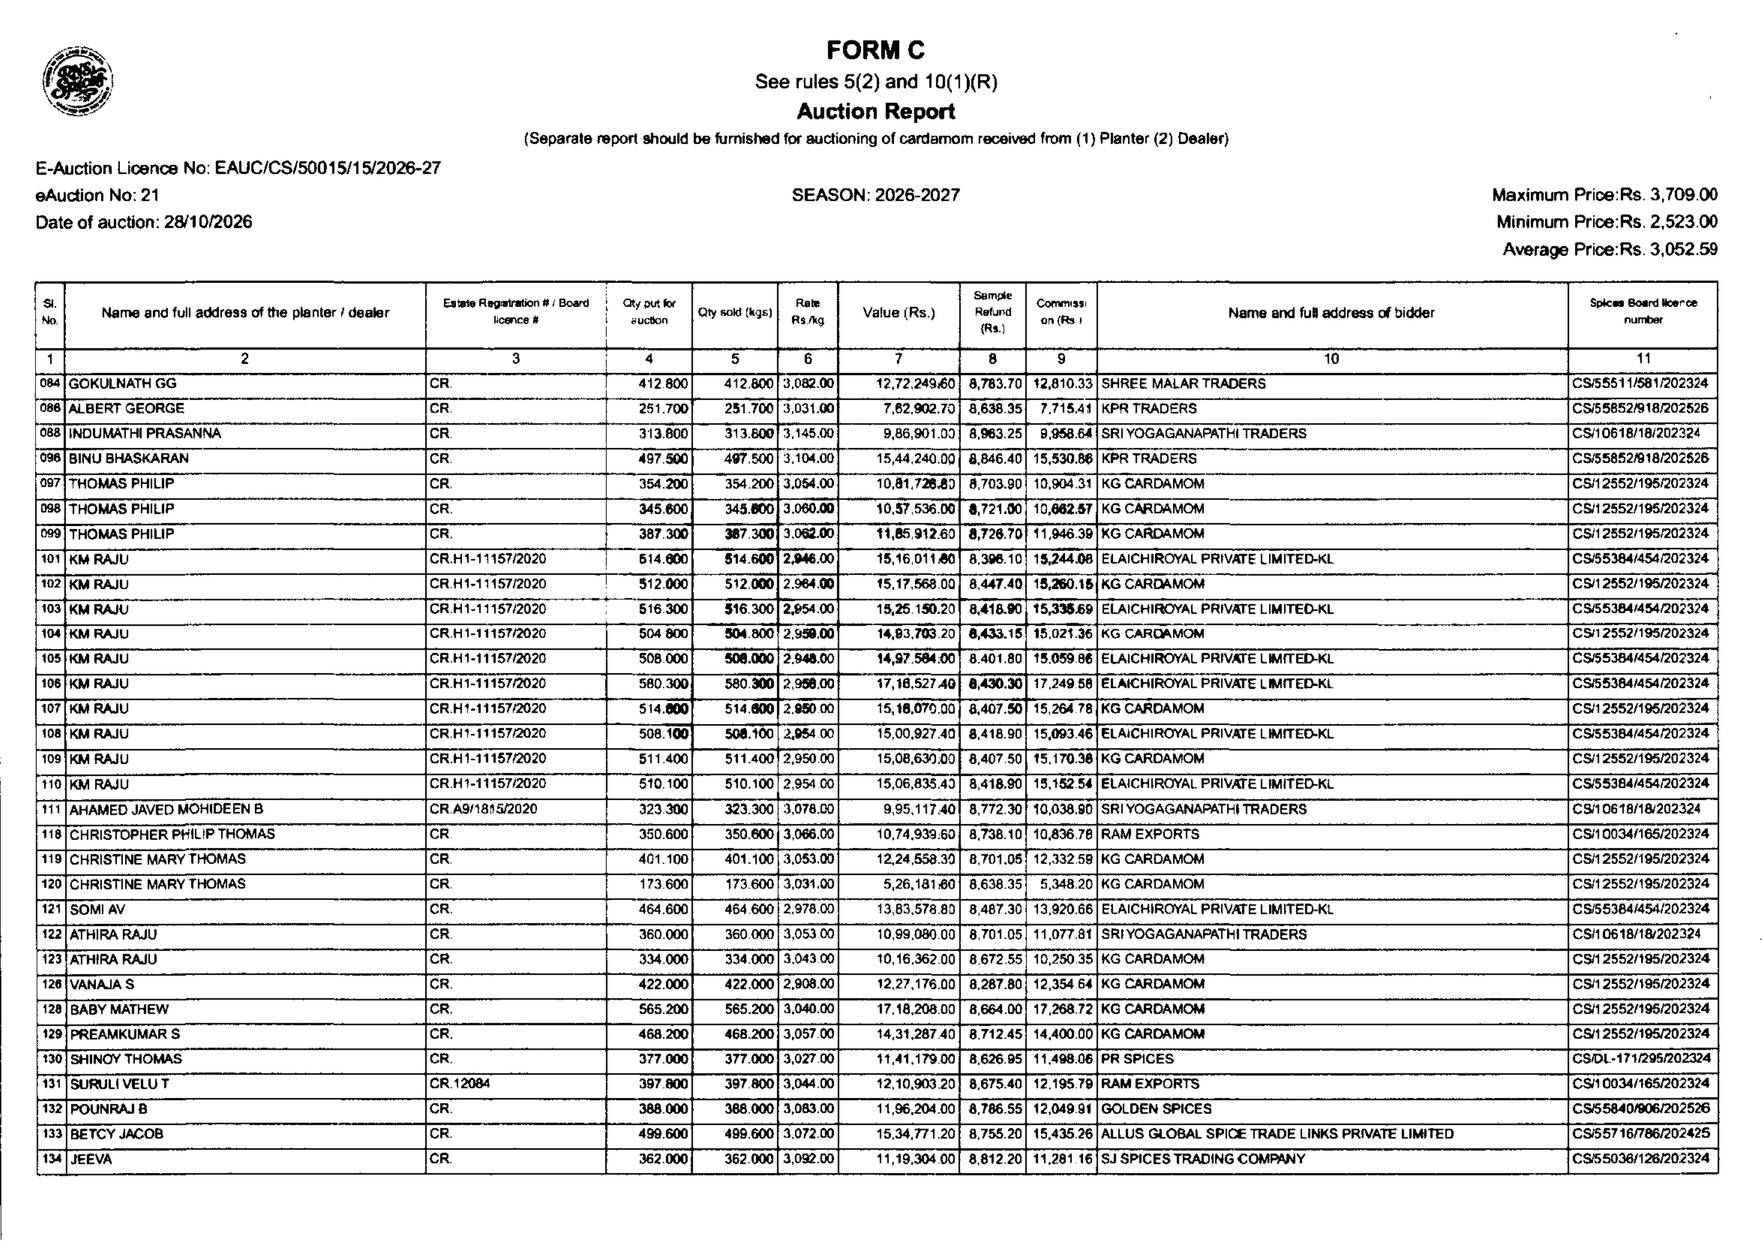 FORM C
See rules 5(2) and 10(1)(R)
Auction Report
(Separate report should be furnished for auctioning of cardamom received from (1) Planter (2) Dealer)
E-Auction Licence No: EAUC/CS/50015/15/2026-27
eAuction No: 21 SEASON: 2026-2027 Maximum Price:Rs. 3,709.00
Date of auction: 28/10/2026 Minimum Price:Rs. 2,523.00
Average Price:Rs. 3,052.59
Sl. No. Name and full address of the planter / dealer Estate Registration # / Board licence # Qty put for auction Qty sold (kgs) Rate Rs./kg Value (Rs.) Sample Refund (Rs.) Commissi on (Rs ) Name and full address of bidder Spices Board licence number
1 2 3 4 5 6 7 8 9 10 11
084 GOKULNATH GG CR. 412.800 412.800 3,082.00 12,72,249.60 8,783.70 12,810.33 SHREE MALAR TRADERS CS/55511/581/202324
086 ALBERT GEORGE CR. 251.700 251.700 3,031.00 7,62,902.70 8,638.35 7,715.41 KPR TRADERS CS/55852/918/202526
088 INDUMATHI PRASANNA CR. 313.800 313.800 3,145.00 9,86,901.00 8,963.25 9,958.64 SRI YOGAGANAPATHI TRADERS CS/10618/18/202324
096 BINU BHASKARAN CR. 497.500 497.500 3,104.00 15,44,240.00 8,846.40 15,530.86 KPR TRADERS CS/55852/918/202526
097 THOMAS PHILIP CR. 354.200 354.200 3,054.00 10,81,726.80 8,703.90 10,904.31 KG CARDAMOM CS/12552/195/202324
098 THOMAS PHILIP CR. 345.600 345.600 3,060.00 10,57,536.00 8,721.00 10,662.57 KG CARDAMOM CS/12552/195/202324
099 THOMAS PHILIP CR. 387.300 387.300 3,062.00 11,85,912.60 8,726.70 11,946.39 KG CARDAMOM CS/12552/195/202324
101 KM RAJU CR.H1-11157/2020 514.600 514.600 2,946.00 15,16,011.60 8,396.10 15,244.08 ELAICHIROYAL PRIVATE LIMITED-KL CS/55384/454/202324
102 KM RAJU CR.H1-11157/2020 512.000 512.000 2,964.00 15,17,568.00 8,447.40 15,260.15 KG CARDAMOM CS/12552/195/202324
103 KM RAJU CR.H1-11157/2020 516.300 516.300 2,954.00 15,25,150.20 8,418.90 15,335.69 ELAICHIROYAL PRIVATE LIMITED-KL CS/55384/454/202324
104 KM RAJU CR.H1-11157/2020 504.800 504.800 2,959.00 14,93,703.20 8,433.15 15,021.36 KG CARDAMOM CS/12552/195/202324
105 KM RAJU CR.H1-11157/2020 508.000 508.000 2,948.00 14,97,584.00 8,401.80 15,059.86 ELAICHIROYAL PRIVATE LIMITED-KL CS/55384/454/202324
106 KM RAJU CR.H1-11157/2020 580.300 580.300 2,958.00 17,16,527.40 8,430.30 17,249.58 ELAICHIROYAL PRIVATE LIMITED-KL CS/55384/454/202324
107 KM RAJU CR.H1-11157/2020 514.600 514.600 2,950.00 15,18,070.00 8,407.50 15,264.78 KG CARDAMOM CS/12552/195/202324
108 KM RAJU CR.H1-11157/2020 508.100 508.100 2,954.00 15,00,927.40 8,418.90 15,093.46 ELAICHIROYAL PRIVATE LIMITED-KL CS/55384/454/202324
109 KM RAJU CR.H1-11157/2020 511.400 511.400 2,950.00 15,08,630.00 8,407.50 15,170.38 KG CARDAMOM CS/12552/195/202324
110 KM RAJU CR.H1-11157/2020 510.100 510.100 2,954.00 15,06,835.40 8,418.90 15,152.54 ELAICHIROYAL PRIVATE LIMITED-KL CS/55384/454/202324
111 AHAMED JAVED MOHIDEEN B CR.A9/1815/2020 323.300 323.300 3,078.00 9,95,117.40 8,772.30 10,038.90 SRI YOGAGANAPATHI TRADERS CS/10618/18/202324
118 CHRISTOPHER PHILIP THOMAS CR. 350.600 350.600 3,066.00 10,74,939.60 8,738.10 10,836.78 RAM EXPORTS CS/10034/165/202324
119 CHRISTINE MARY THOMAS CR. 401.100 401.100 3,053.00 12,24,558.30 8,701.05 12,332.59 KG CARDAMOM CS/12552/195/202324
120 CHRISTINE MARY THOMAS CR. 173.600 173.600 3,031.00 5,26,181.60 8,638.35 5,348.20 KG CARDAMOM CS/12552/195/202324
121 SOMI AV CR. 464.600 464.600 2,978.00 13,83,578.80 8,487.30 13,920.66 ELAICHIROYAL PRIVATE LIMITED-KL CS/55384/454/202324
122 ATHIRA RAJU CR. 360.000 360.000 3,053.00 10,99,080.00 8,701.05 11,077.81 SRI YOGAGANAPATHI TRADERS CS/10618/18/202324
123 ATHIRA RAJU CR. 334.000 334.000 3,043.00 10,16,362.00 8,672.55 10,250.35 KG CARDAMOM CS/12552/195/202324
126 VANAJA S CR. 422.000 422.000 2,908.00 12,27,176.00 8,287.80 12,354.64 KG CARDAMOM CS/12552/195/202324
128 BABY MATHEW CR. 565.200 565.200 3,040.00 17,18,208.00 8,664.00 17,268.72 KG CARDAMOM CS/12552/195/202324
129 PREAMKUMAR S CR. 468.200 468.200 3,057.00 14,31,287.40 8,712.45 14,400.00 KG CARDAMOM CS/12552/195/202324
130 SHINOY THOMAS CR. 377.000 377.000 3,027.00 11,41,179.00 8,626.95 11,498.06 PR SPICES CS/DL-171/295/202324
131 SURULI VELU T CR.12084 397.800 397.800 3,044.00 12,10,903.20 8,675.40 12,195.79 RAM EXPORTS CS/10034/165/202324
132 POUNRAJ B CR. 388.000 388.000 3,083.00 11,96,204.00 8,786.55 12,049.91 GOLDEN SPICES CS/55840/906/202526
133 BETCY JACOB CR. 499.600 499.600 3,072.00 15,34,771.20 8,755.20 15,435.26 ALLUS GLOBAL SPICE TRADE LINKS PRIVATE LIMITED CS/55716/786/202425
134 JEEVA CR. 362.000 362.000 3,092.00 11,19,304.00 8,812.20 11,281.16 SJ SPICES TRADING COMPANY CS/55036/126/202324